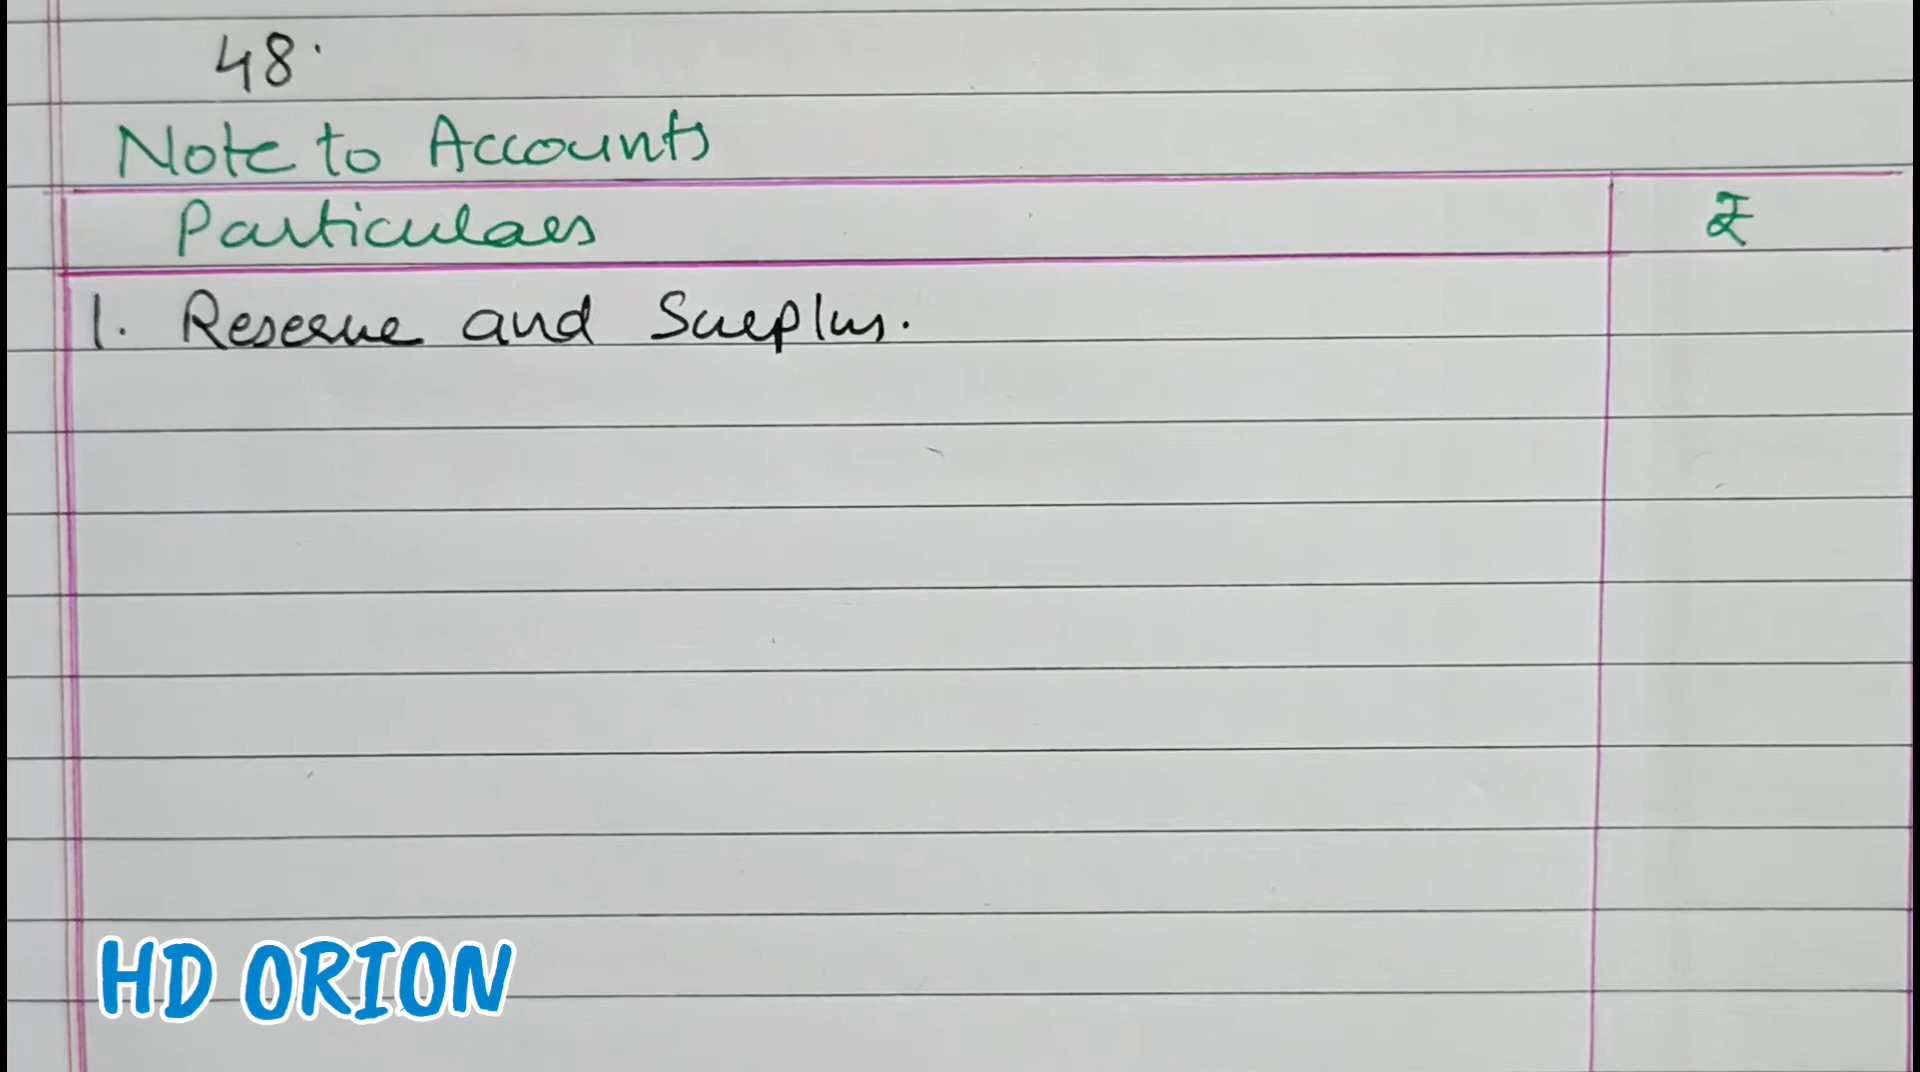 48.
Note to Accounts
Particulars ₹
1. Reserve and Surplus.
HD ORION